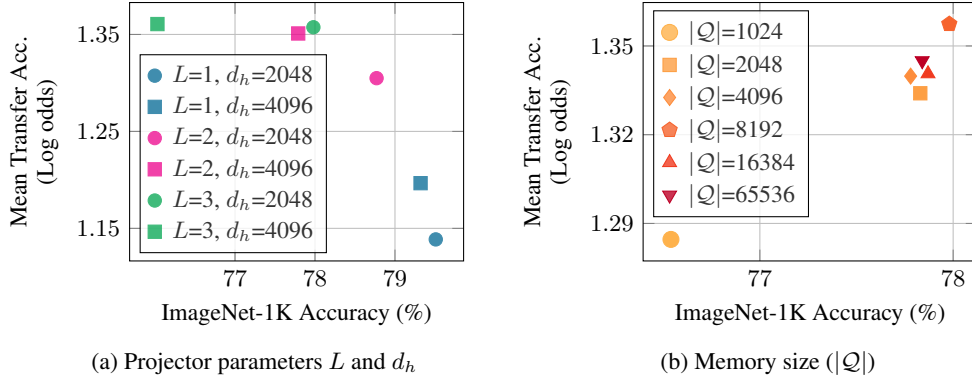 Mean Transfer Acc.
(Log odds)
1.35
1.25
1.15
L=1, d_h=2048
L=1, d_h=4096
L=2, d_h=2048
L=2, d_h=4096
L=3, d_h=2048
L=3, d_h=4096
77 78 79
ImageNet-1K Accuracy (%)
(a) Projector parameters L and d_h
Mean Transfer Acc.
(Log odds)
1.35
1.32
1.29
|Q|=1024
|Q|=2048
|Q|=4096
|Q|=8192
|Q|=16384
|Q|=65536
77 78
ImageNet-1K Accuracy (%)
(b) Memory size (|Q|)